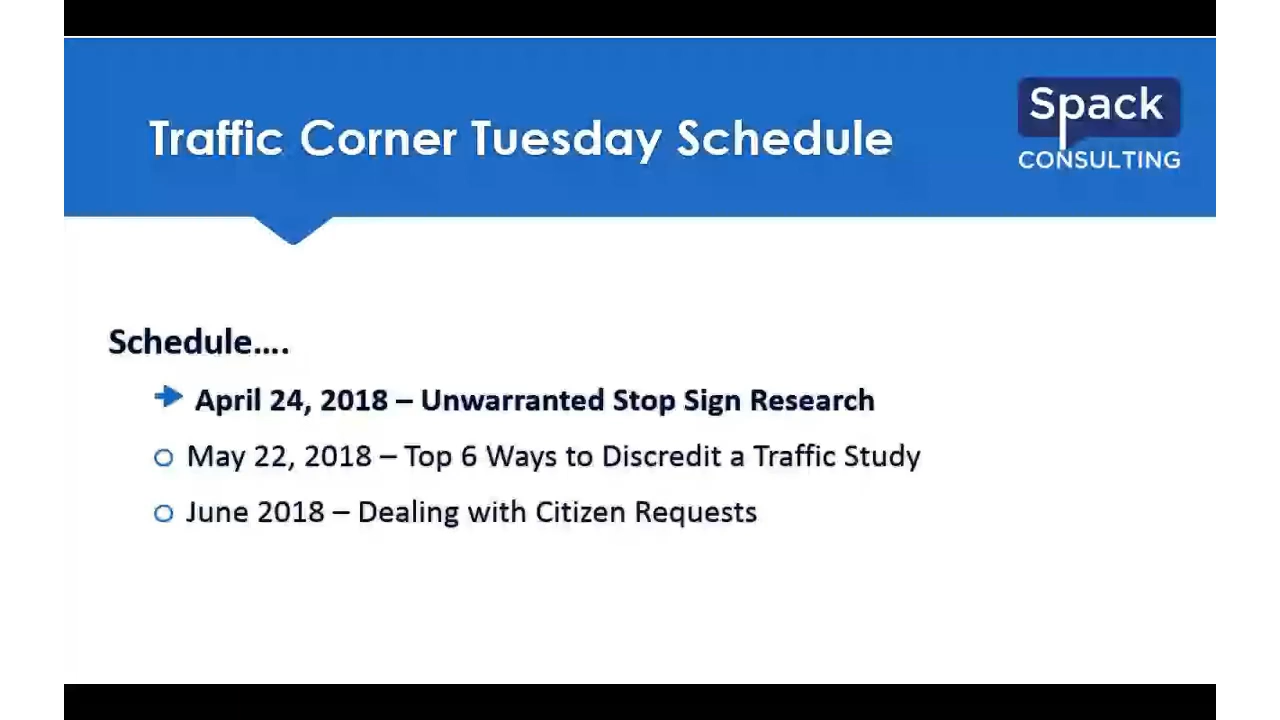 Traffic Corner Tuesday Schedule
Spack
CONSULTING
Schedule....
April 24, 2018 – Unwarranted Stop Sign Research
May 22, 2018 – Top 6 Ways to Discredit a Traffic Study
June 2018 – Dealing with Citizen Requests